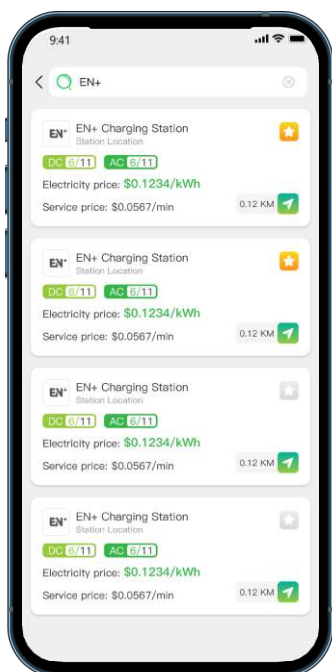 9:41
EN+
EN+ EN+ Charging Station
Station Location
DC 6/11 AC 6/11
Electricity price: $0.1234/kWh
Service price: $0.0567/min 0.12 KM
EN+ EN+ Charging Station
Station Location
DC 6/11 AC 6/11
Electricity price: $0.1234/kWh
Service price: $0.0567/min 0.12 KM
EN+ EN+ Charging Station
Station Location
DC 6/11 AC 6/11
Electricity price: $0.1234/kWh
Service price: $0.0567/min 0.12 KM
EN+ EN+ Charging Station
Station Location
DC 6/11 AC 6/11
Electricity price: $0.1234/kWh
Service price: $0.0567/min 0.12 KM